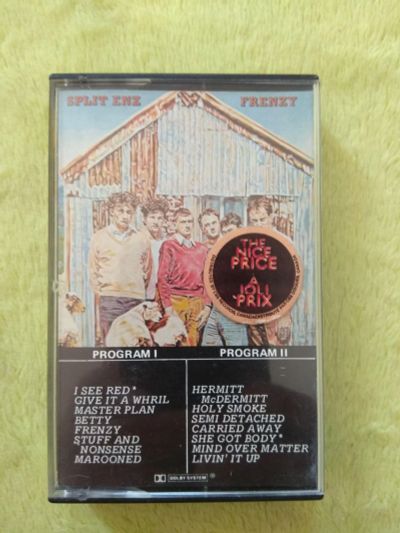 SPLIT ENZ FRENZY
THE
NICE
PRICE
A
JOLI
PRIX
PROGRAM I
I SEE RED*
GIVE IT A WHRIL
MASTER PLAN
BETTY
FRENZY
STUFF AND
NONSENSE
MAROONED
PROGRAM II
HERMITT
McDERMITT
HOLY SMOKE
SEMI DETACHED
CARRIED AWAY
SHE GOT BODY*
MIND OVER MATTER
LIVIN' IT UP
DOLBY SYSTEM ®